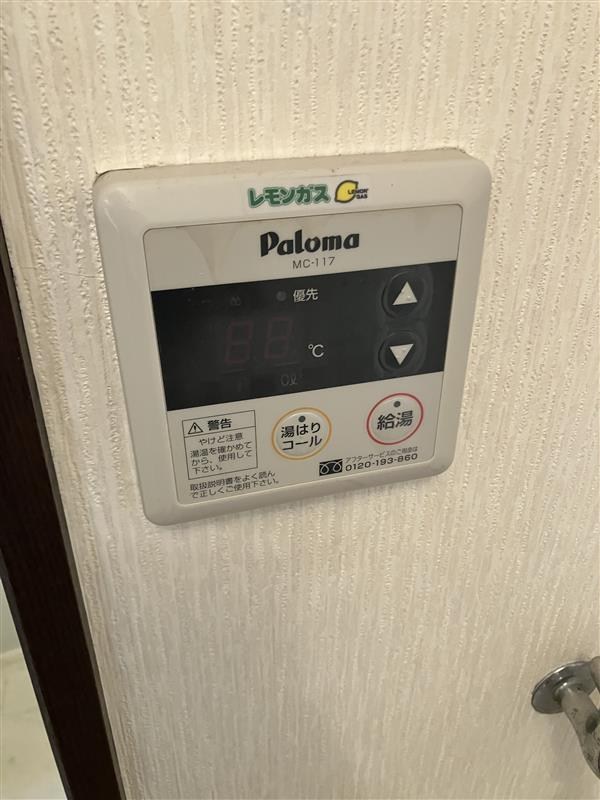 レモンガス LEMON GAS
Paloma
MC-117
優先
88 ℃
0ℓ
▲
▼
警告
やけど注意
湯温を確かめて
から、使用して
下さい。
取扱説明書をよく読ん
で正しくご使用下さい。
湯はり
コール
給湯
アフターサービスのご相談は
0120-193-860